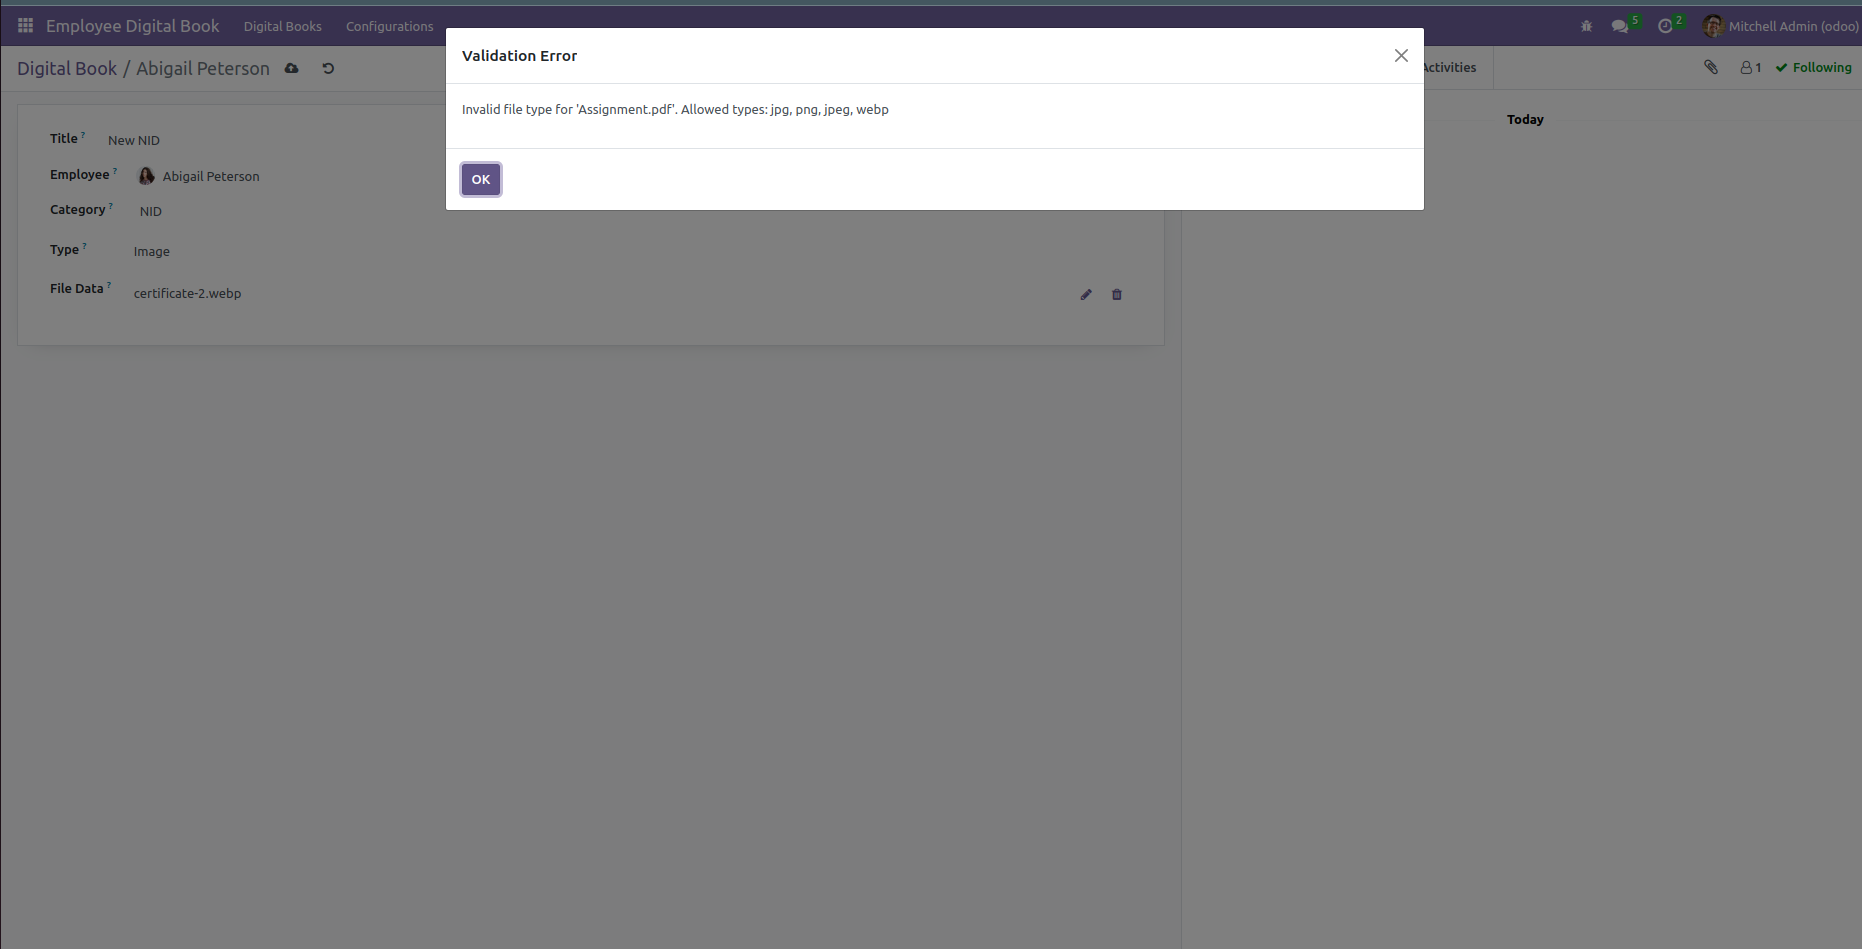 Employee Digital Book Digital Books Configurations 5 2 Mitchell Admin (odoo)
Validation Error
Digital Book / Abigail Peterson Activities 1 Following
Invalid file type for 'Assignment.pdf'. Allowed types: jpg, png, jpeg, webp
Today
Title ? New NID
Employee ? Abigail Peterson
OK
Category ? NID
Type ? Image
File Data ? certificate-2.webp